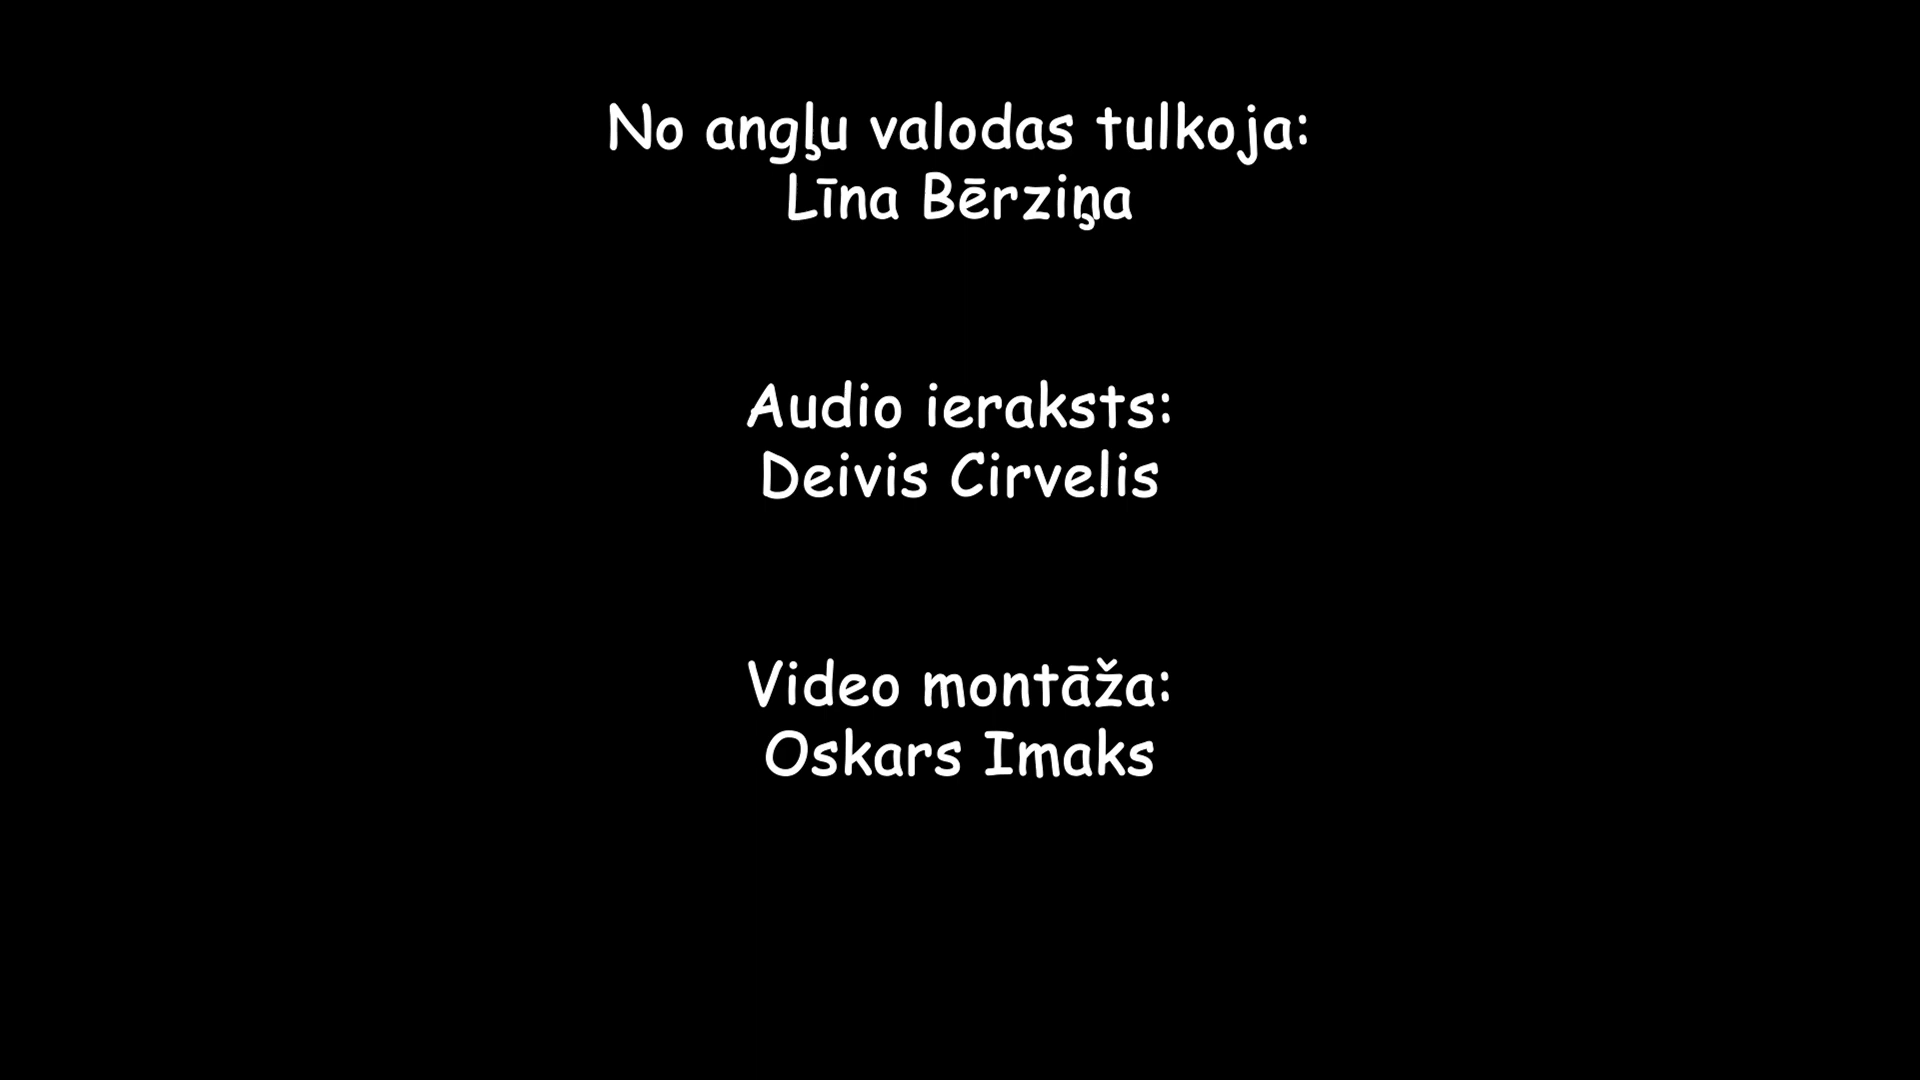 No angļu valodas tulkoja:
Līna Bērziņa
Audio ieraksts:
Deivis Cirvelis
Video montāža:
Oskars Imaks